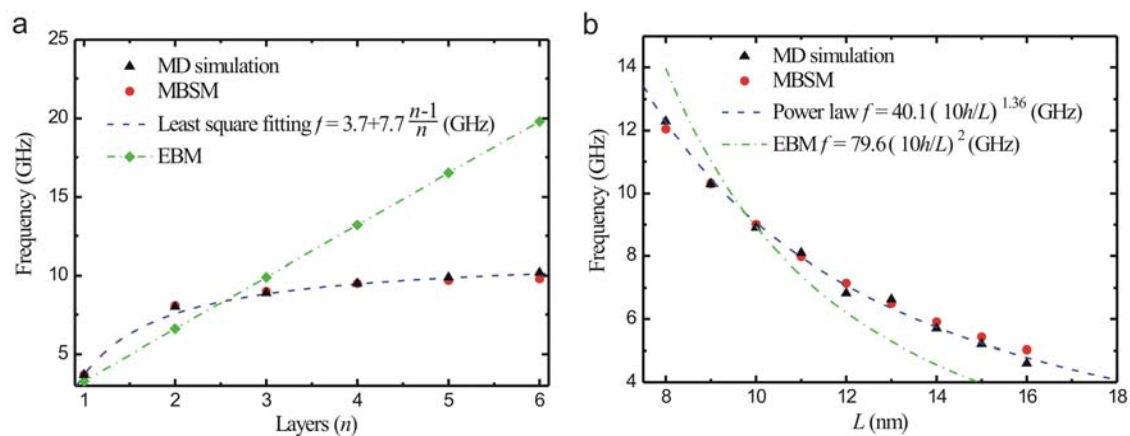 a
25
20
15
10
5
Frequency (GHz)
MD simulation
MBSM
Least square fitting f = 3.7+7.7 n-1/n (GHz)
EBM
1 2 3 4 5 6
Layers (n)
b
14
12
10
8
6
4
Frequency (GHz)
MD simulation
MBSM
Power law f = 40.1 ( 10h/L) 1.36 (GHz)
EBM f = 79.6 ( 10h/L) 2 (GHz)
8 10 12 14 16 18
L (nm)